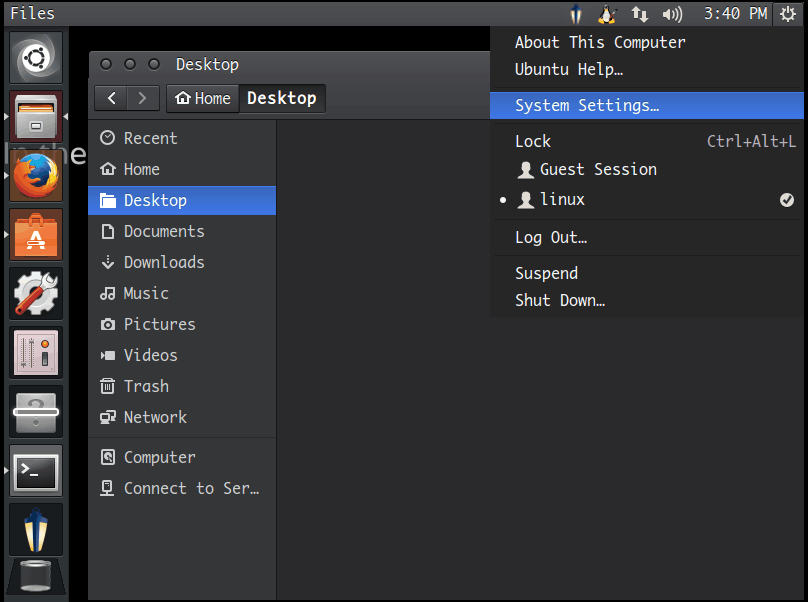 Files
3:40 PM
Desktop
Home
Desktop
About This Computer
Ubuntu Help…
System Settings…
Lock Ctrl+Alt+L
Guest Session
linux
Log Out…
Suspend
Shut Down…
Recent
Home
Desktop
Documents
Downloads
Music
Pictures
Videos
Trash
Network
Computer
Connect to Ser…
In the